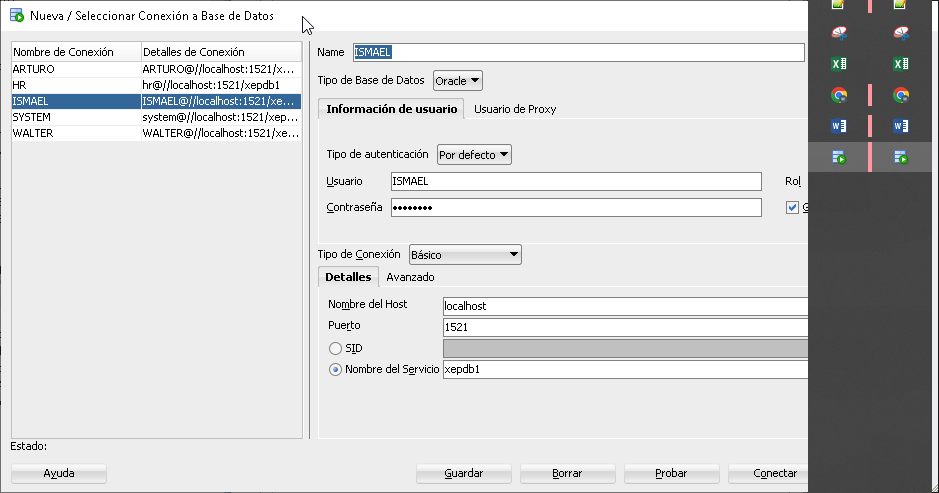 Nueva / Seleccionar Conexión a Base de Datos
Nombre de Conexión Detalles de Conexión
ARTURO ARTURO@//localhost:1521/x...
HR hr@//localhost:1521/xepdb1
ISMAEL ISMAEL@//localhost:1521/xe...
SYSTEM system@//localhost:1521/xep...
WALTER WALTER@//localhost:1521/xe...
Name ISMAEL
Tipo de Base de Datos Oracle
Información de usuario Usuario de Proxy
Tipo de autenticación Por defecto
Usuario ISMAEL Rol
Contraseña ••••••••
Tipo de Conexión Básico
Detalles Avanzado
Nombre del Host localhost
Puerto 1521
SID
Nombre del Servicio xepdb1
Estado:
Ayuda Guardar Borrar Probar Conectar